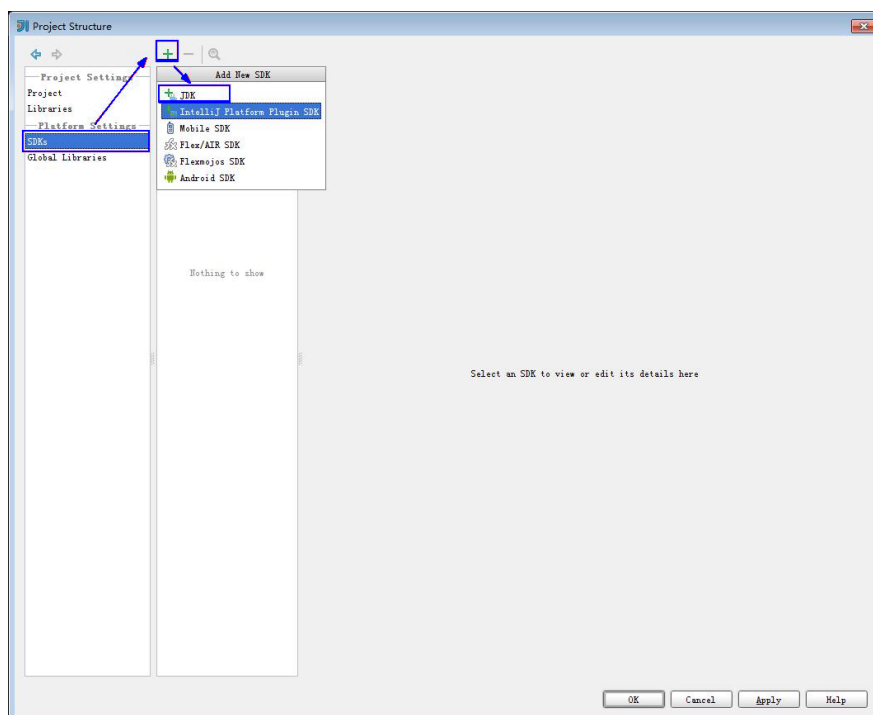 Project Structure
Project Settings
Project
Libraries
Platform Settings
SDKs
Global Libraries
Add New SDK
JDK
IntelliJ Platform Plugin SDK
Mobile SDK
Flex/AIR SDK
Flexmojos SDK
Android SDK
Nothing to show
Select an SDK to view or edit its details here
OK
Cancel
Apply
Help